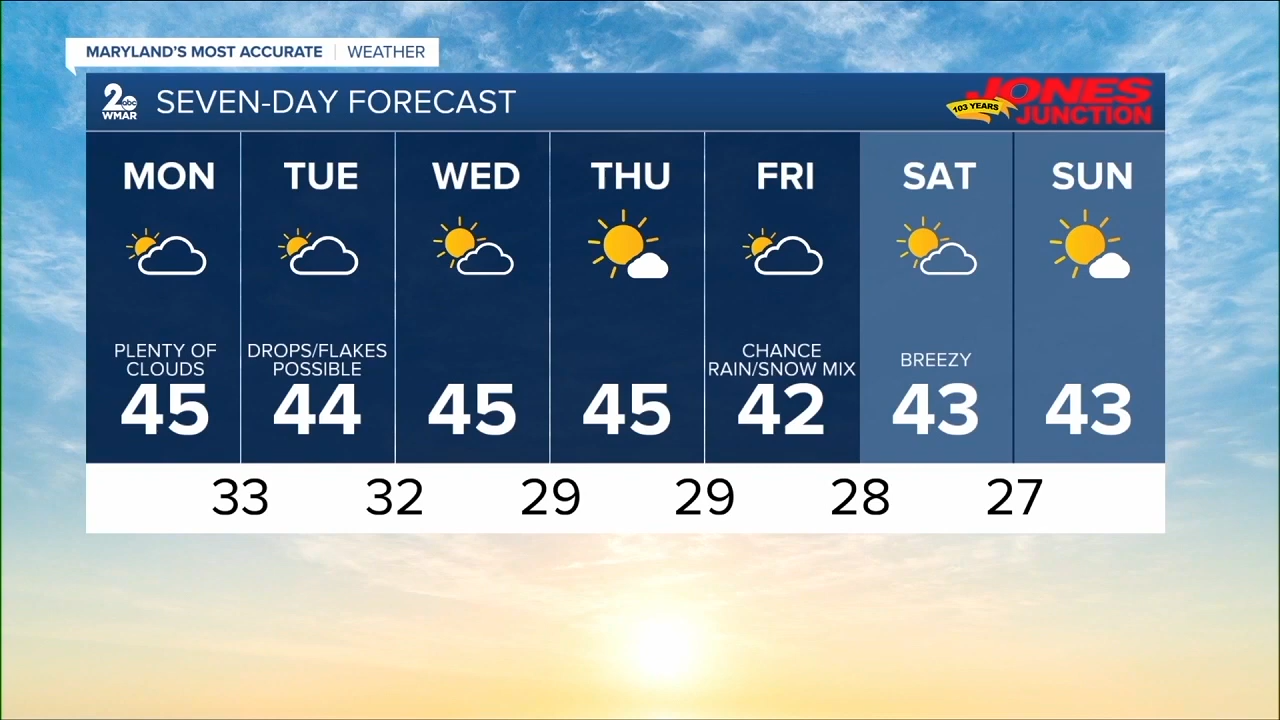 MARYLAND'S MOST ACCURATE | WEATHER
2 abc
WMAR
SEVEN-DAY FORECAST
103 YEARS
JONES
JUNCTION
MON TUE WED THU FRI SAT SUN
PLENTY OF
CLOUDS
DROPS/FLAKES
POSSIBLE
CHANCE
RAIN/SNOW MIX
BREEZY
45 44 45 45 42 43 43
33 32 29 29 28 27